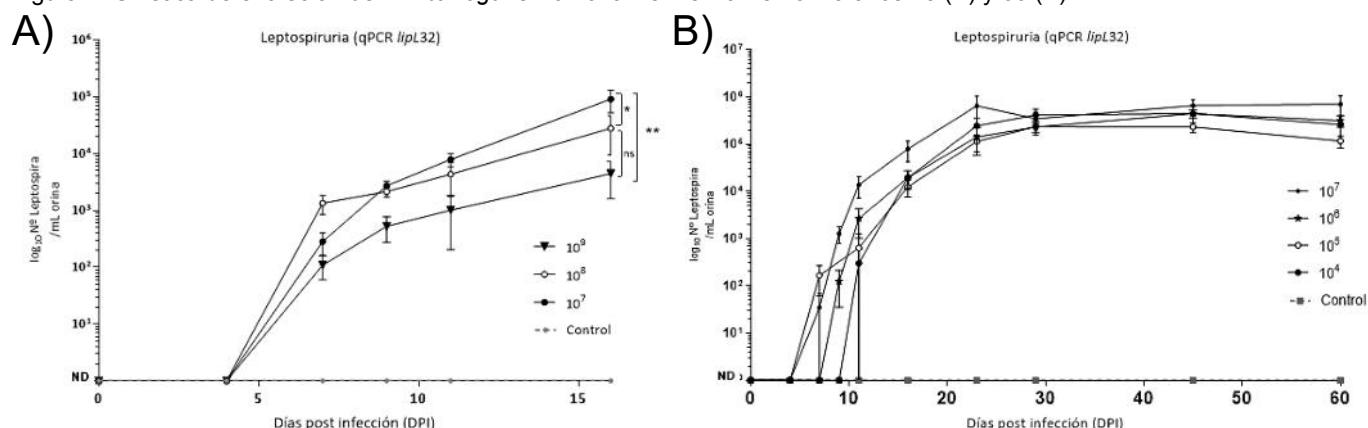 A)
Leptospiruria (qPCR lipL32)
log₁₀ Nº Leptospira
/mL orina
10⁶
10⁵
10⁴
10³
10²
10¹
ND
0
5
10
15
Días post infección (DPI)
*
ns
**
10⁹
10⁸
10⁷
Control
B)
Leptospiruria (qPCR lipL32)
log₁₀ Nº Leptospira
/mL orina
10⁷
10⁶
10⁵
10⁴
10³
10²
10¹
ND
0
10
20
30
40
50
60
Días post infección (DPI)
10⁷
10⁶
10⁵
10⁴
Control